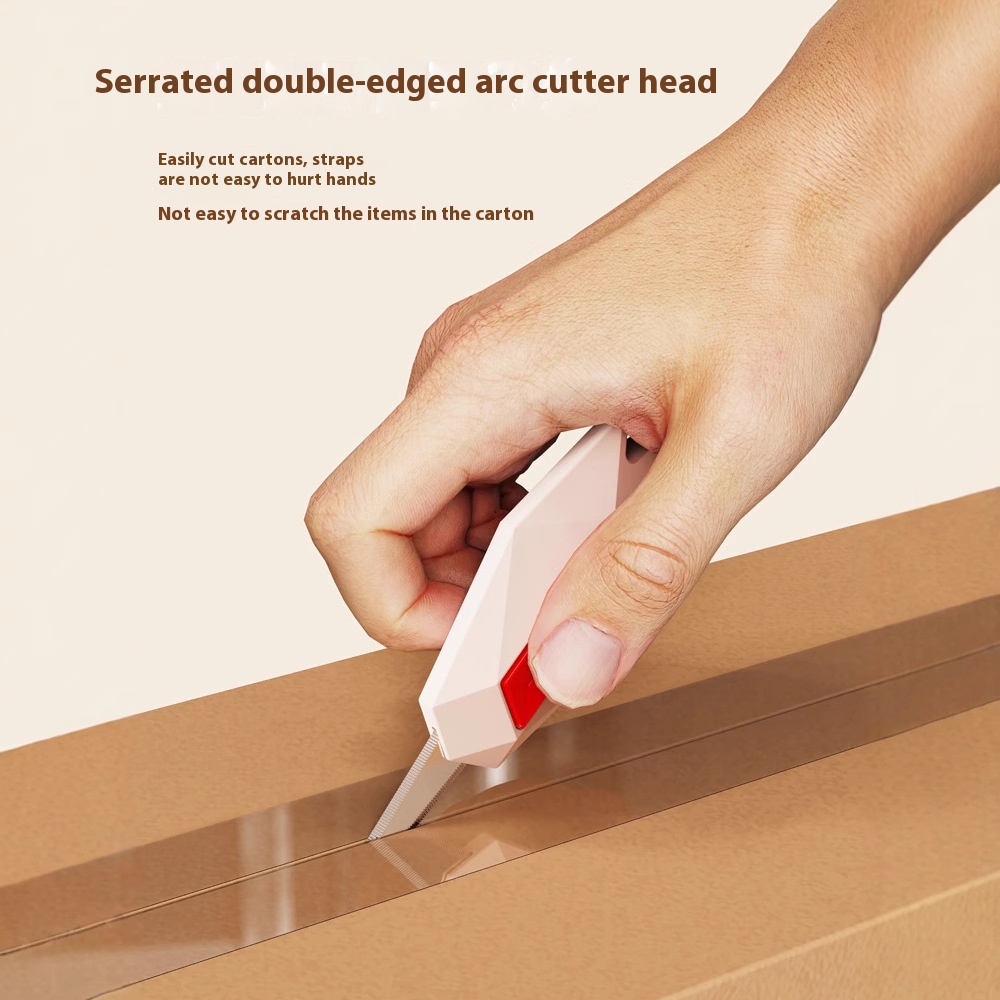 Serrated double-edged arc cutter head
Easily cut cartons, straps
are not easy to hurt hands
Not easy to scratch the items in the carton